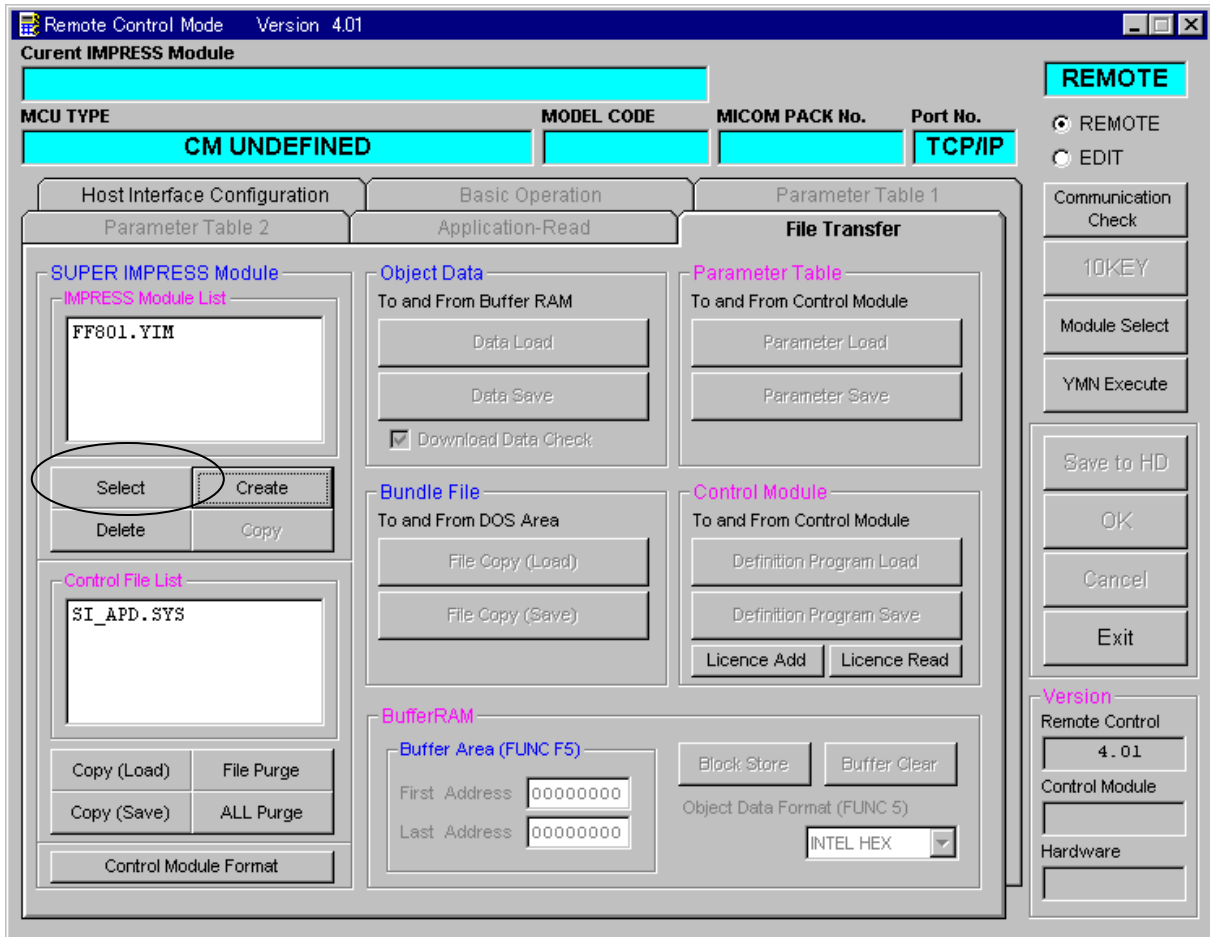 Remote Control Mode Version 4.01
Curent IMPRESS Module
REMOTE
MCU TYPE MODEL CODE MICOM PACK No. Port No.
CM UNDEFINED TCP/IP
REMOTE
EDIT
Host Interface Configuration Basic Operation Parameter Table 1
Parameter Table 2 Application-Read File Transfer
SUPER IMPRESS Module
IMPRESS Module List
FF801.YIM
Select Create
Delete Copy
Control File List
SI_APD.SYS
Copy (Load) File Purge
Copy (Save) ALL Purge
Control Module Format
Object Data
To and From Buffer RAM
Data Load
Data Save
Download Data Check
Parameter Table
To and From Control Module
Parameter Load
Parameter Save
Bundle File
To and From DOS Area
File Copy (Load)
File Copy (Save)
Control Module
To and From Control Module
Definition Program Load
Definition Program Save
Licence Add Licence Read
BufferRAM
Buffer Area (FUNC F5)
First Address 00000000
Last Address 00000000
Block Store Buffer Clear
Object Data Format (FUNC 5)
INTEL HEX
Communication
Check
10KEY
Module Select
YMN Execute
Save to HD
OK
Cancel
Exit
Version
Remote Control
4.01
Control Module
Hardware